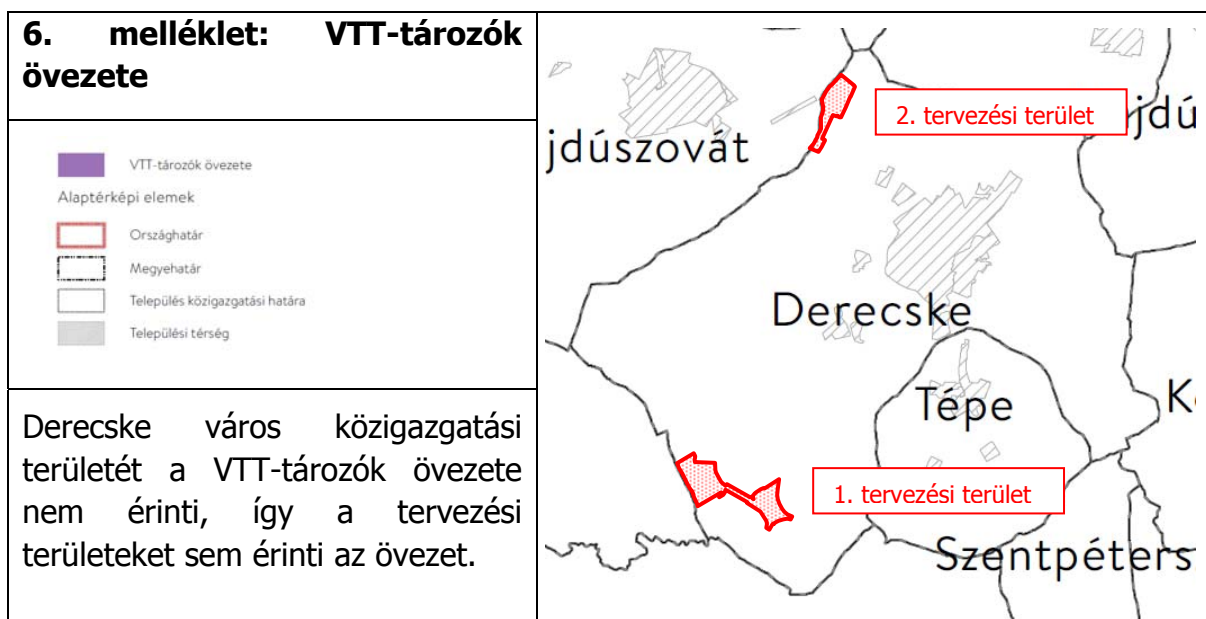 6. melléklet: VTT-tározók
övezete
VTT-tározók övezete
Alaptérképi elemek
Országhatár
Megyehatár
Település közigazgatási határa
Települési térség
Derecske város közigazgatási
területét a VTT-tározók övezete
nem érinti, így a tervezési
területeket sem érinti az övezet.
2. tervezési terület
jdú
jdúszovát
Derecske
Tépe
K
1. tervezési terület
Szentpéters